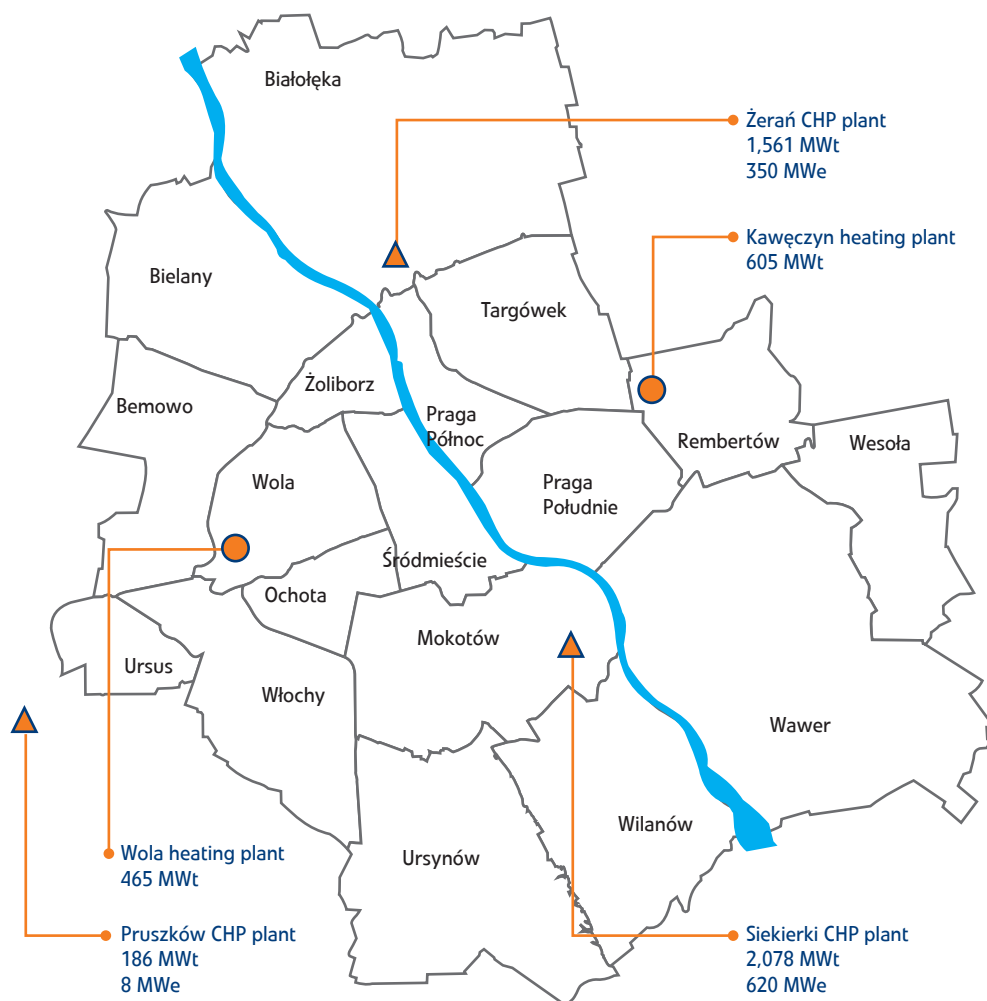 Białołęka
Żerań CHP plant
1,561 MWt
350 MWe
Kawęczyn heating plant
605 MWt
Bielany
Targówek
Żoliborz
Bemowo
Praga
Północ
Rembertów
Wesoła
Wola
Praga
Południe
Śródmieście
Ochota
Mokotów
Ursus
Włochy
Wawer
Wilanów
Ursynów
Wola heating plant
465 MWt
Pruszków CHP plant
186 MWt
8 MWe
Siekierki CHP plant
2,078 MWt
620 MWe